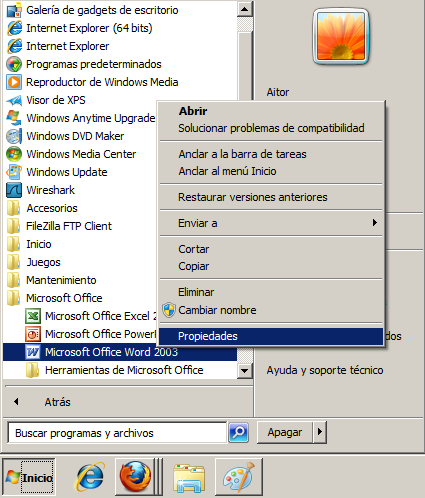 Galería de gadgets de escritorio
Internet Explorer (64 bits)
Internet Explorer
Programas predeterminados
Reproductor de Windows Media
Visor de XPS
Windows Anytime Upgrade
Windows DVD Maker
Windows Media Center
Windows Update
Wireshark
Accesorios
FileZilla FTP Client
Inicio
Juegos
Mantenimiento
Microsoft Office
Microsoft Office Excel 2
Microsoft Office Power
Microsoft Office Word 2003
Herramientas de Microsoft Office
Atrás
Buscar programas y archivos
Aitor
Abrir
Solucionar problemas de compatibilidad
Andar a la barra de tareas
Andar al menú Inicio
Restaurar versiones anteriores
Enviar a
Cortar
Copiar
Eliminar
Cambiar nombre
Propiedades
dos
Ayuda y soporte técnico
Apagar
Inicio